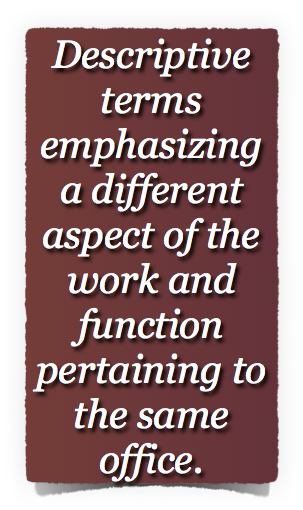 Descriptive
terms
emphasizing
a different
aspect of the
work and
function
pertaining to
the same
office.